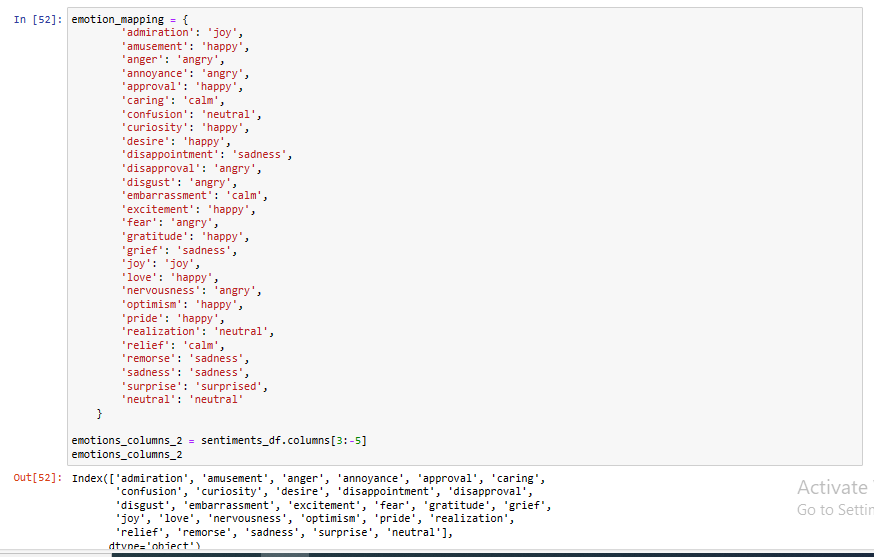 In [52]: emotion_mapping = {
'admiration': 'joy',
'amusement': 'happy',
'anger': 'angry',
'annoyance': 'angry',
'approval': 'happy',
'caring': 'calm',
'confusion': 'neutral',
'curiosity': 'happy',
'desire': 'happy',
'disappointment': 'sadness',
'disapproval': 'angry',
'disgust': 'angry',
'embarrassment': 'calm',
'excitement': 'happy',
'fear': 'angry',
'gratitude': 'happy',
'grief': 'sadness',
'joy': 'joy',
'love': 'happy',
'nervousness': 'angry',
'optimism': 'happy',
'pride': 'happy',
'realization': 'neutral',
'relief': 'calm',
'remorse': 'sadness',
'sadness': 'sadness',
'surprise': 'surprised',
'neutral': 'neutral'
}
emotions_columns_2 = sentiments_df.columns[3:-5]
emotions_columns_2
Out[52]: Index(['admiration', 'amusement', 'anger', 'annoyance', 'approval', 'caring',
'confusion', 'curiosity', 'desire', 'disappointment', 'disapproval',
'disgust', 'embarrassment', 'excitement', 'fear', 'gratitude', 'grief',
'joy', 'love', 'nervousness', 'optimism', 'pride', 'realization',
'relief', 'remorse', 'sadness', 'surprise', 'neutral'],
dtype='object')
Activate
Go to Settin